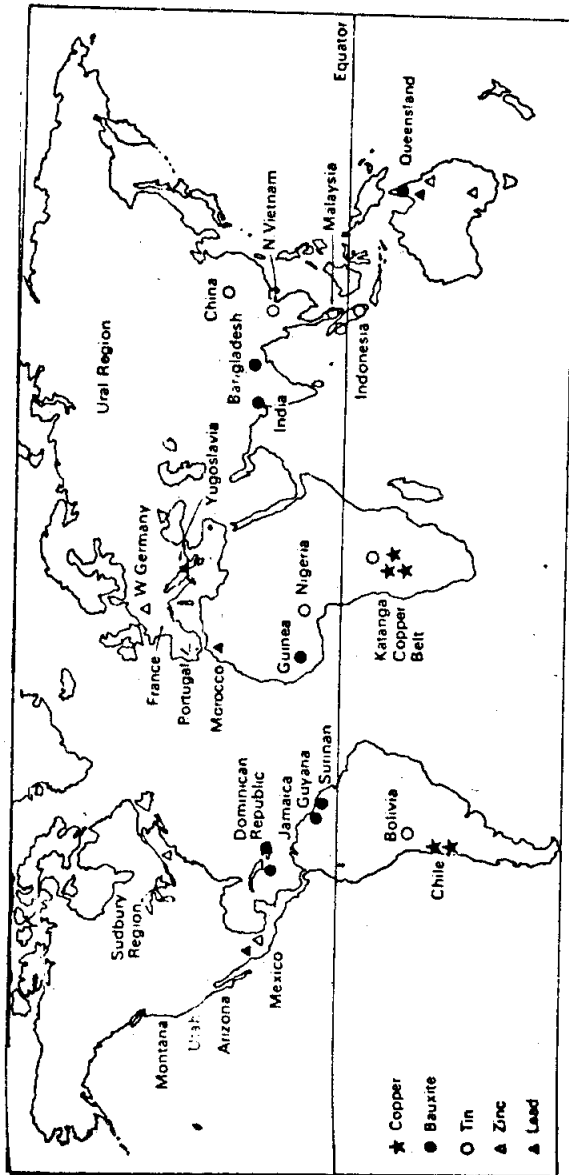 Ural Region
Equator
Sudbury
Region
W Germany
France
Portugal
Morocco
Yugoslavia
Montana
Utah
Arizona
Mexico
Dominican
Republic
Jamaica
Guyana
Surinan
Guinea
Nigeria
India
Bangladesh
China
N Vietnam
Malaysia
Indonesia
Queensland
Katanga
Copper
Belt
Bolivia
Chile
Copper
Bauxite
Tin
Zinc
Lead